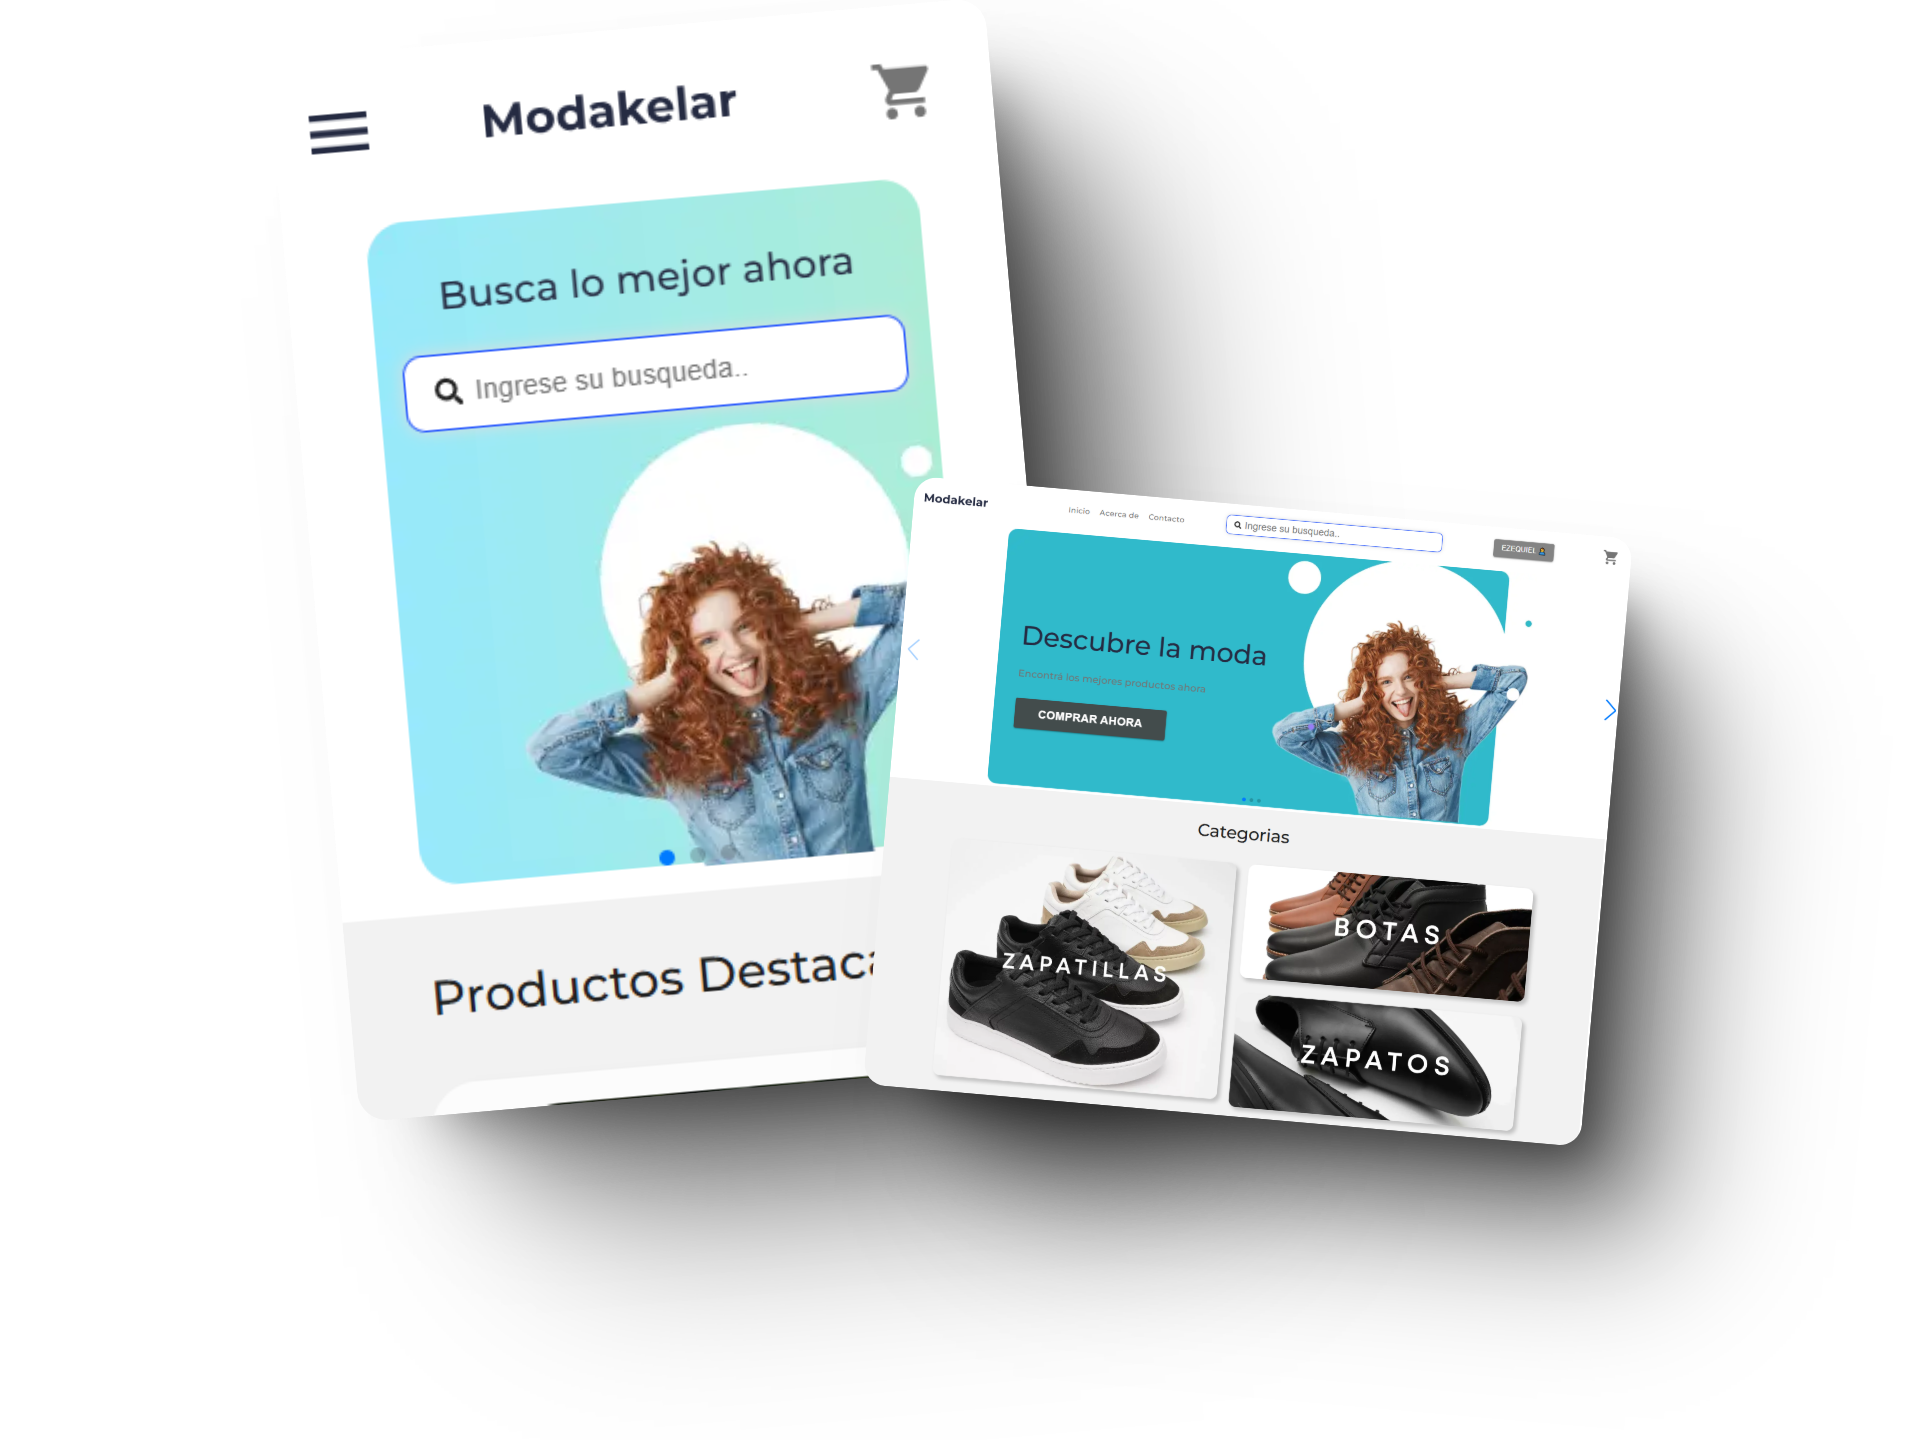 Modakelar
Busca lo mejor ahora
Ingrese su busqueda..
Productos Destaca
Modakelar
Inicio Acerca de Contacto
Ingrese su busqueda..
EZEQUIEL
Descubre la moda
Encontrá los mejores productos ahora
COMPRAR AHORA
Categorias
ZAPATILLAS
BOTAS
ZAPATOS